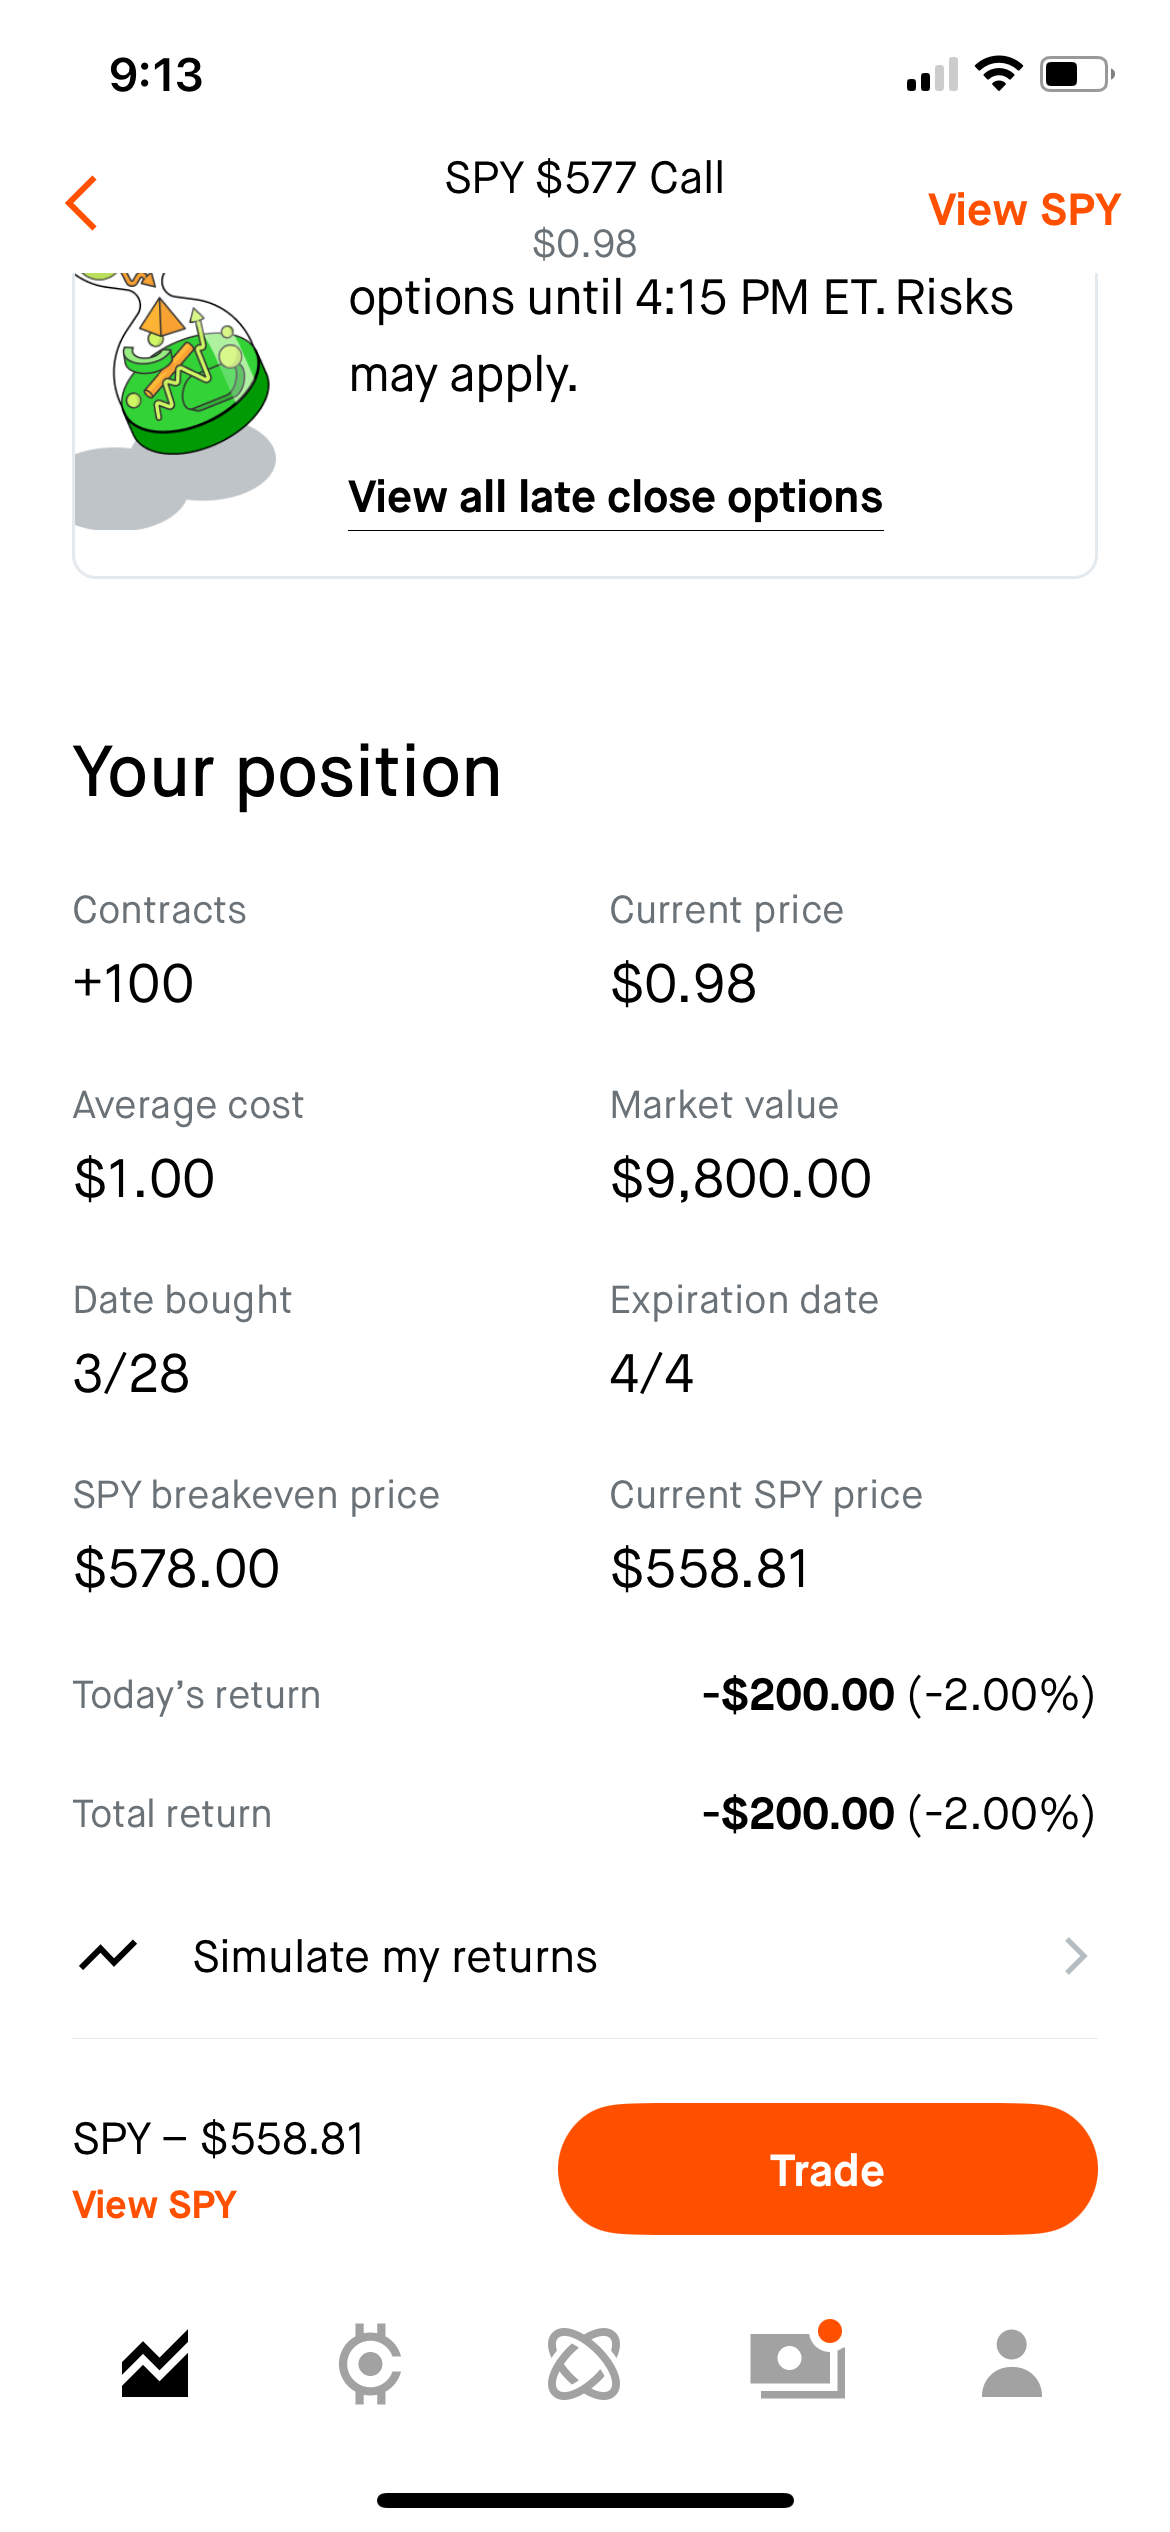 9:13
SPY $577 Call
$0.98
View SPY
options until 4:15 PM ET. Risks
may apply.
View all late close options
Your position
Contracts
Current price
+100
$0.98
Average cost
Market value
$1.00
$9,800.00
Date bought
Expiration date
3/28
4/4
SPY breakeven price
Current SPY price
$578.00
$558.81
Today’s return
-$200.00 (-2.00%)
Total return
-$200.00 (-2.00%)
Simulate my returns
SPY – $558.81
View SPY
Trade